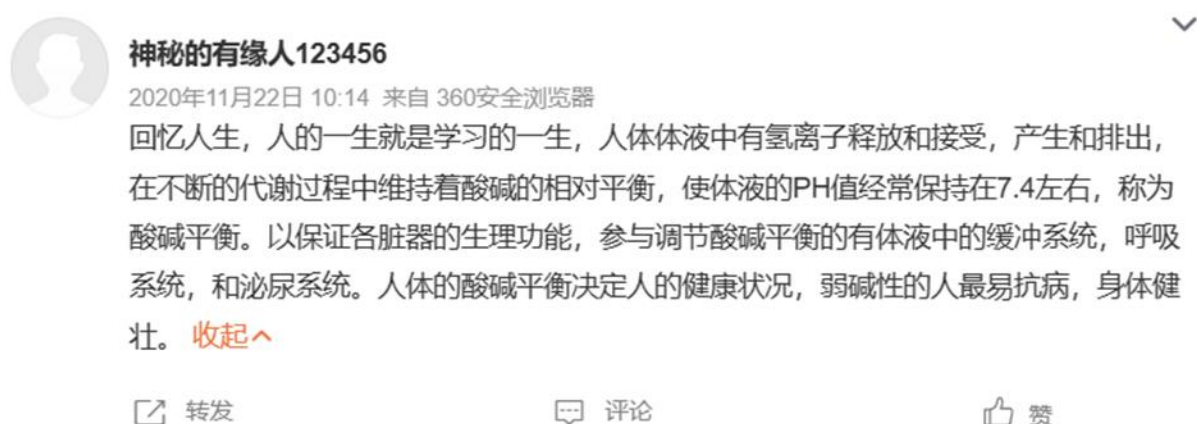 神秘的有缘人123456
2020年11月22日 10:14 来自 360安全浏览器
回忆人生，人的一生就是学习的一生，人体体液中有氢离子释放和接受，产生和排出，
在不断的代谢过程中维持着酸碱的相对平衡，使体液的PH值经常保持在7.4左右，称为
酸碱平衡。以保证各脏器的生理功能，参与调节酸碱平衡的有体液中的缓冲系统，呼吸
系统，和泌尿系统。人体的酸碱平衡决定人的健康状况，弱碱性的人最易抗病，身体健
壮。 收起
转发 评论 赞